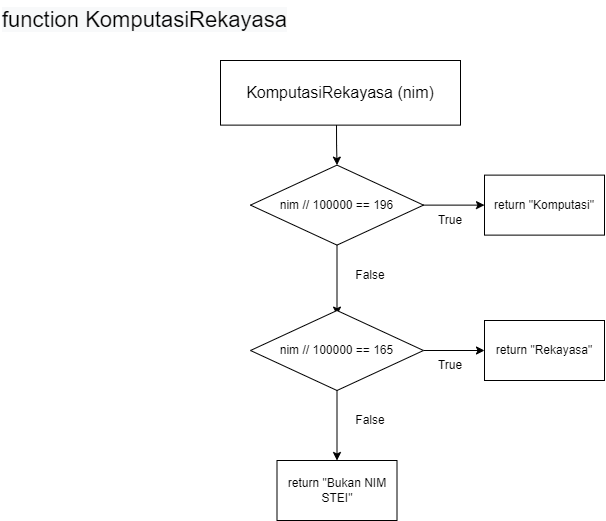 function KomputasiRekayasa
KomputasiRekayasa (nim)
nim // 100000 == 196
return "Komputasi"
True
False
nim // 100000 == 165
return "Rekayasa"
True
False
return "Bukan NIM
STEI"